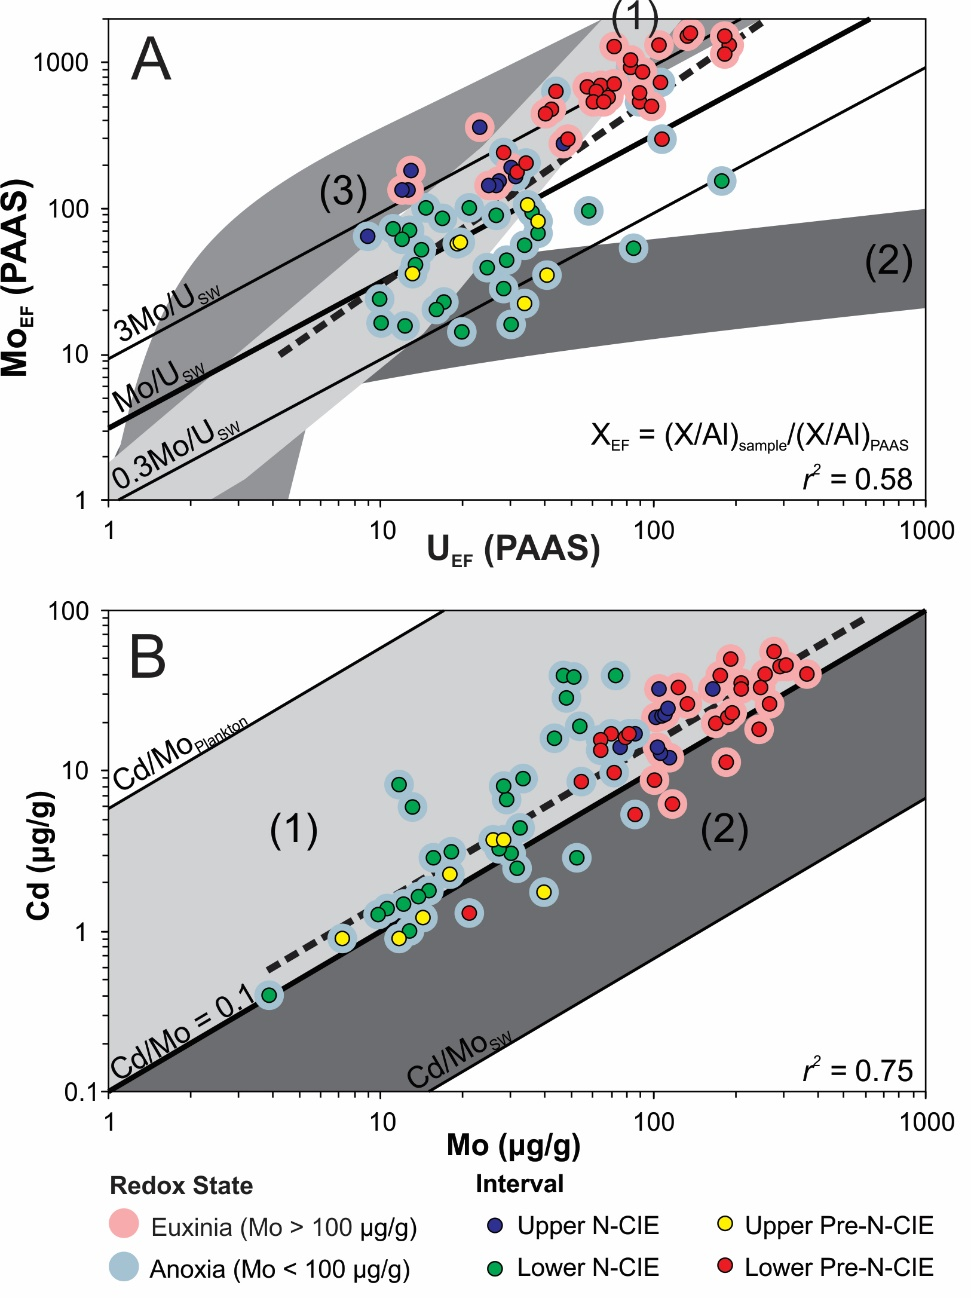 A
(1)
1000
(3)
100
(2)
3Mo/U_SW
10
Mo/U_SW
0.3Mo/U_SW
X_EF = (X/Al)_sample/(X/Al)_PAAS
r² = 0.58
1
Mo_EF (PAAS)
1 10 100 1000
U_EF (PAAS)
100
B
Cd/Mo_Plankton
10
(1)
(2)
Cd (µg/g)
1
Cd/Mo = 0.1
Cd/Mo_SW
r² = 0.75
0.1
1 10 100 1000
Mo (µg/g)
Redox State
Interval
Euxinia (Mo > 100 µg/g)
Upper N-CIE
Upper Pre-N-CIE
Anoxia (Mo < 100 µg/g)
Lower N-CIE
Lower Pre-N-CIE